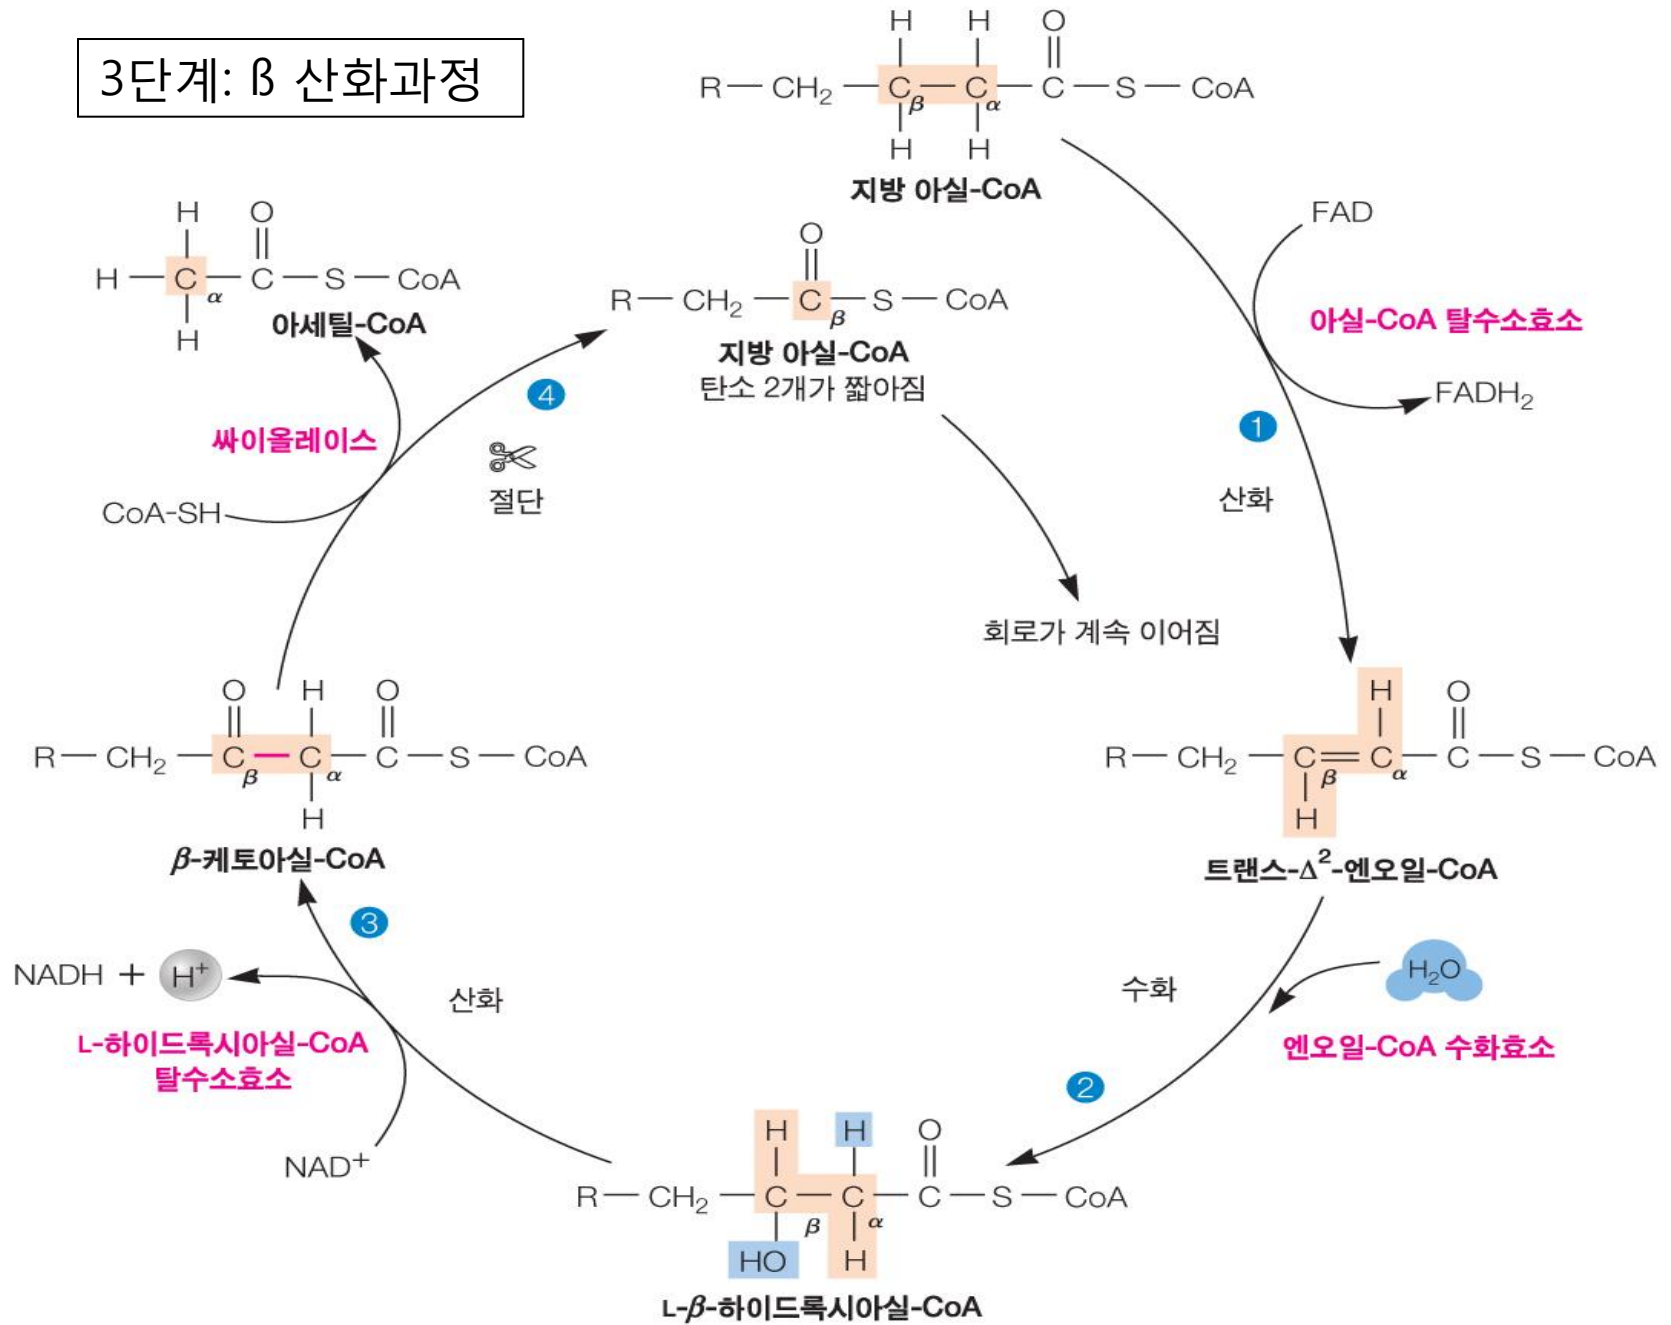 3단계: ß 산화과정
H H O
R — CH₂ — C — C — C — S — CoA
β α
H H
지방 아실-CoA
FAD
아실-CoA 탈수소효소
FADH₂
1
산화
H O
R — CH₂ — C = C — C — S — CoA
β α
H
트랜스-Δ²-엔오일-CoA
수화
H₂O
엔오일-CoA 수화효소
2
H H O
R — CH₂ — C — C — C — S — CoA
β α
HO H
L-β-하이드록시아실-CoA
3
산화
NADH + H⁺
L-하이드록시아실-CoA
탈수소효소
NAD⁺
O H O
R — CH₂ — C — C — C — S — CoA
β α
H
β-케토아실-CoA
4
절단
싸이올레이스
CoA-SH
H O
H — C — C — S — CoA
α
H
아세틸-CoA
O
R — CH₂ — C — S — CoA
β
지방 아실-CoA
탄소 2개가 짧아짐
회로가 계속 이어짐